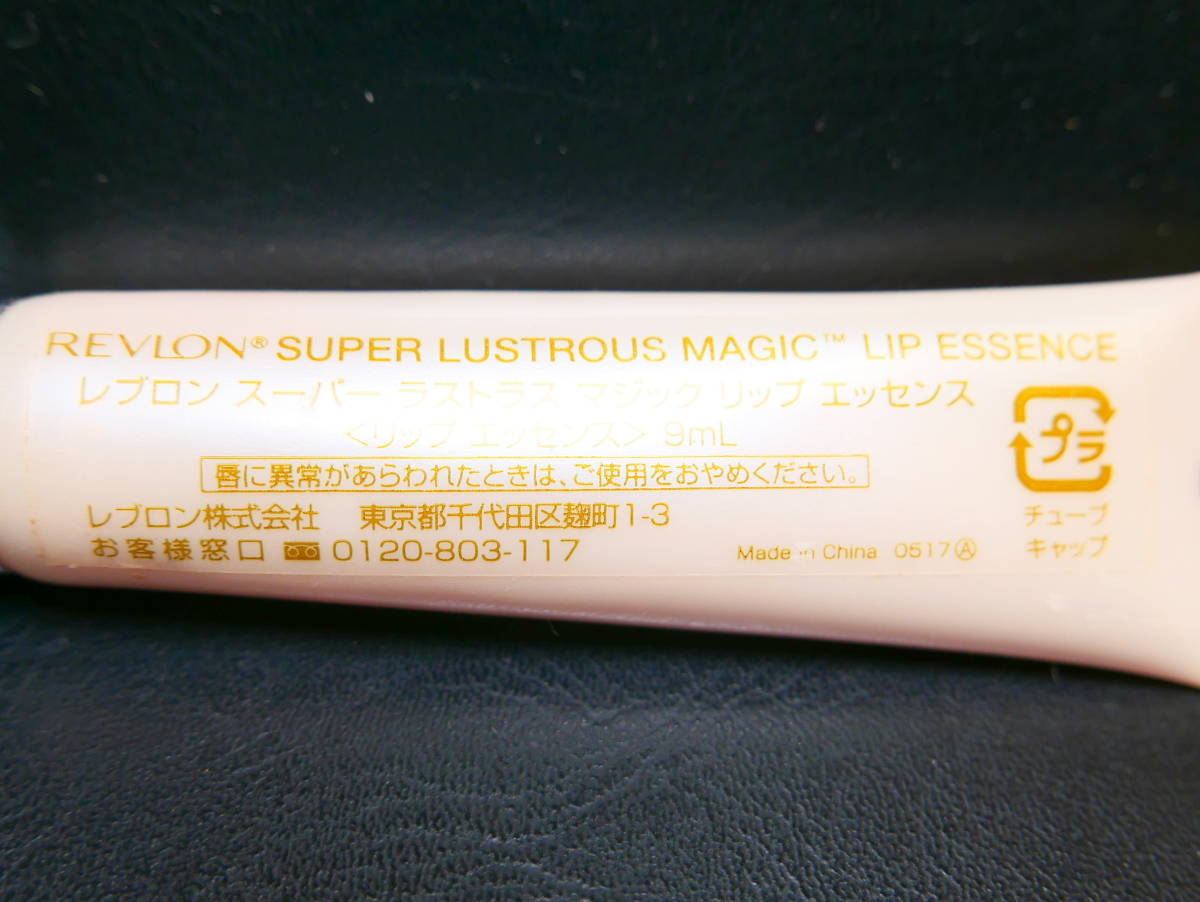 REVLON® SUPER LUSTROUS MAGIC™ LIP ESSENCE
レブロン スーパー ラストラス マジック リップ エッセンス
<リップ エッセンス> 9mL
唇に異常があらわれたときは、ご使用をおやめください。
レブロン株式会社 東京都千代田区麹町1-3
お客様窓口 0120-803-117
Made in China 0517Ⓐ
プラ
チューブ
キャップ